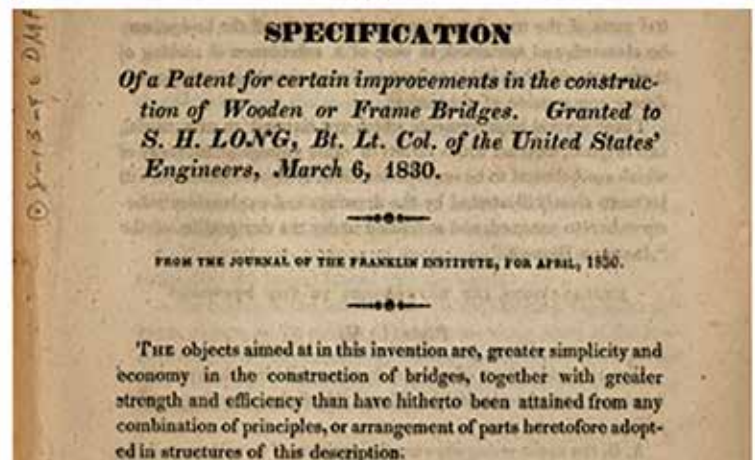 SPECIFICATION
Of a Patent for certain improvements in the construc-
tion of Wooden or Frame Bridges. Granted to
S. H. LONG, Bt. Lt. Col. of the United States'
Engineers, March 6, 1830.
FROM THE JOURNAL OF THE FRANKLIN INSTITUTE, FOR APRIL, 1830.
THE objects aimed at in this invention are, greater simplicity and
economy in the construction of bridges, together with greater
strength and efficiency than have hitherto been attained from any
combination of principles, or arrangement of parts heretofore adopt-
ed in structures of this description.